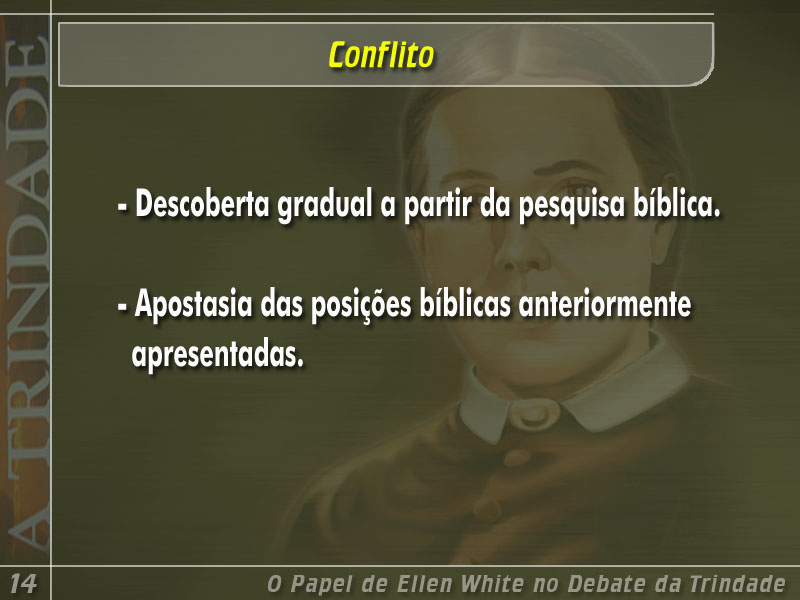 Conflito
A TRINDADE
- Descoberta gradual a partir da pesquisa bíblica.
- Apostasia das posições bíblicas anteriormente
apresentadas.
14
O Papel de Ellen White no Debate da Trindade